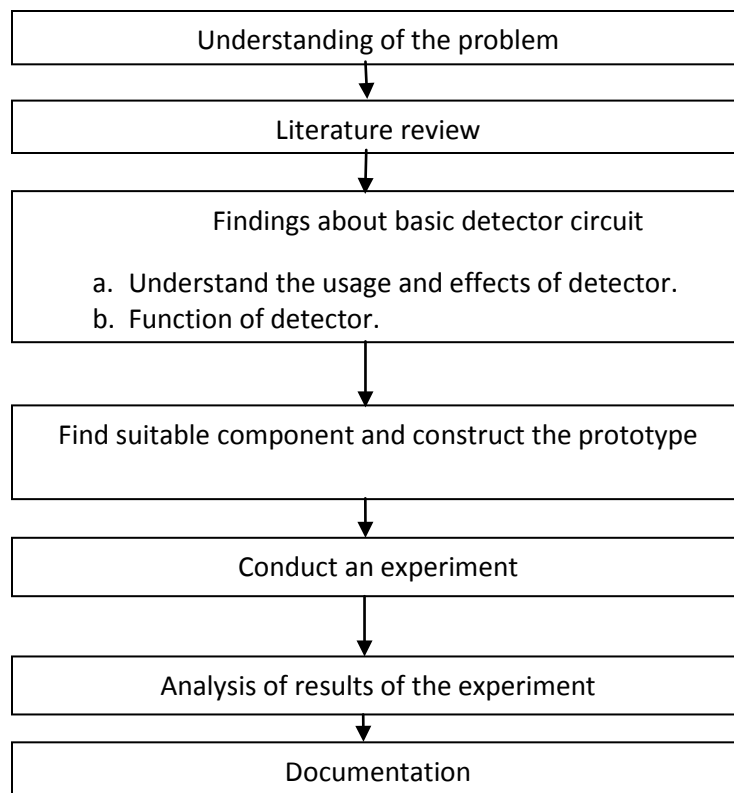 Understanding of the problem
Literature review
Findings about basic detector circuit
a. Understand the usage and effects of detector.
b. Function of detector.
Find suitable component and construct the prototype
Conduct an experiment
Analysis of results of the experiment
Documentation